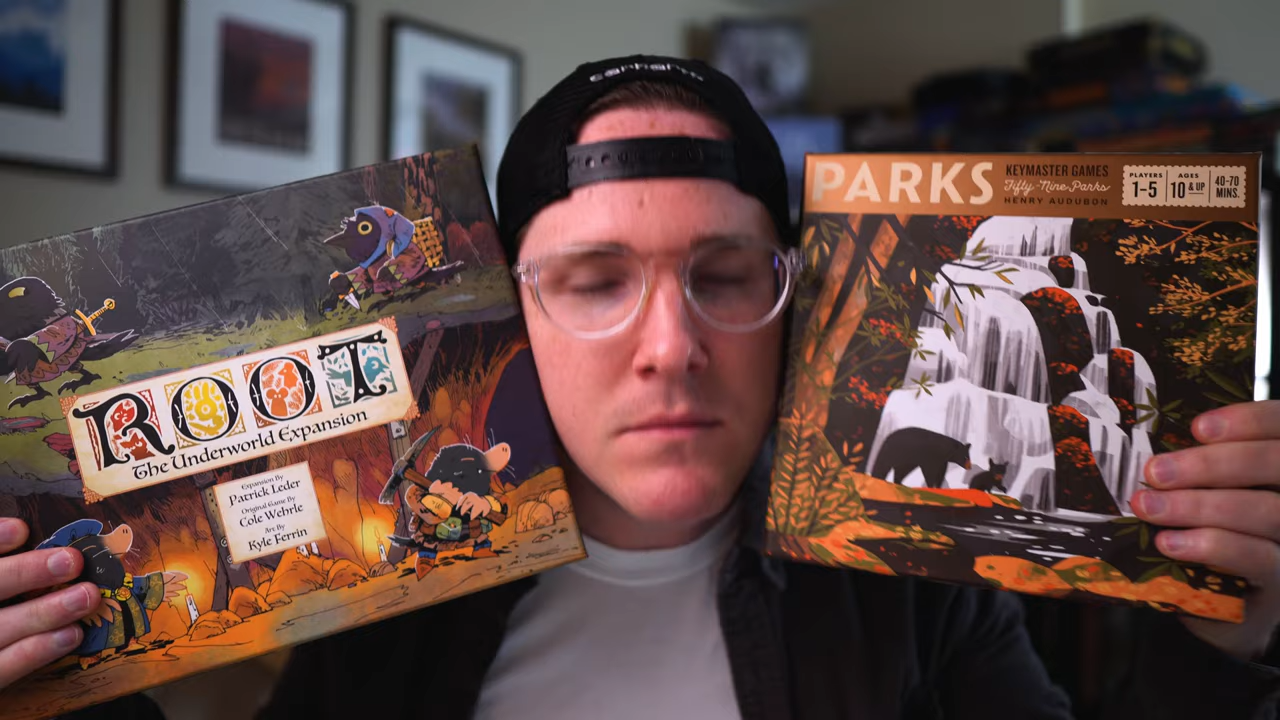 carhartt
ROOT
The Underworld Expansion
Expansion By
Patrick Leder
Original Game By
Cole Wehrle
Art By
Kyle Ferrin
PARKS
KEYMASTER GAMES
Fifty-Nine Parks
HENRY AUDUBON
PLAYERS
1-5
AGES
10 & UP
40-70
MINS.